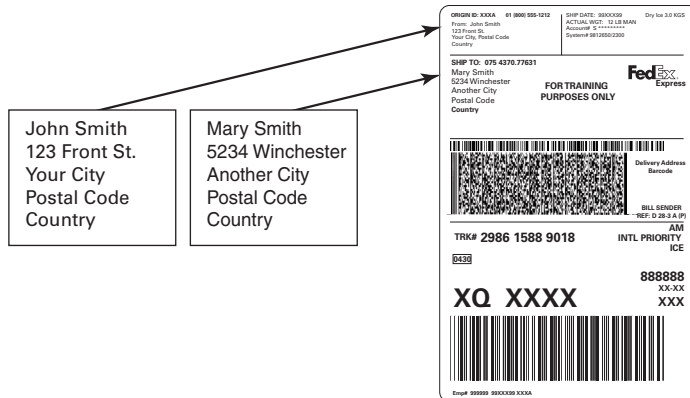 ORIGIN ID: XXXA 01 (800) 555-1212
From: John Smith
123 Front St.
Your City, Postal Code
Country
SHIP DATE: 99XXX99 Dry Ice 3.0 KGS
ACTUAL WGT: 12 LB MAN
Account# S *********
System# 9812650/2300
SHIP TO: 075 4370.77631
Mary Smith
5234 Winchester
Another City
Postal Code
Country
FOR TRAINING
PURPOSES ONLY
FedEx
Express
John Smith
123 Front St.
Your City
Postal Code
Country
Mary Smith
5234 Winchester
Another City
Postal Code
Country
Delivery Address
Barcode
BILL SENDER
REF: D 28-3 A (P)
TRK# 2986 1588 9018
AM
INTL PRIORITY
ICE
0430
XQ XXXX
888888
XX-XX
XXX
Emp# 999999 99XXX99 XXXA